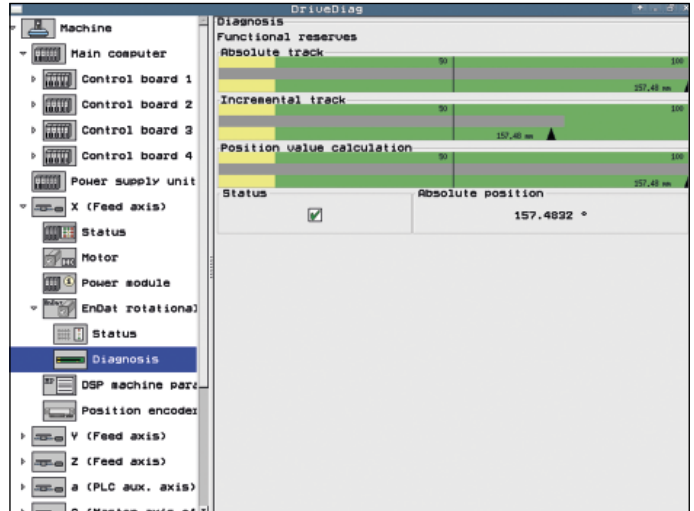 DriveDiag
Machine
Main computer
Control board 1
Control board 2
Control board 3
Control board 4
Power supply unit
X (Feed axis)
Status
Motor
Power module
EnDat rotational
Status
Diagnosis
DSP machine para
Position encoder
Y (Feed axis)
Z (Feed axis)
a (PLC aux. axis)
Diagnosis
Functional reserves
Absolute track
50 100
157.48 mm
Incremental track
50 100
157.48 mm
Position value calculation
50 100
157.48 mm
Status
☑
Absolute position
157.4832 °